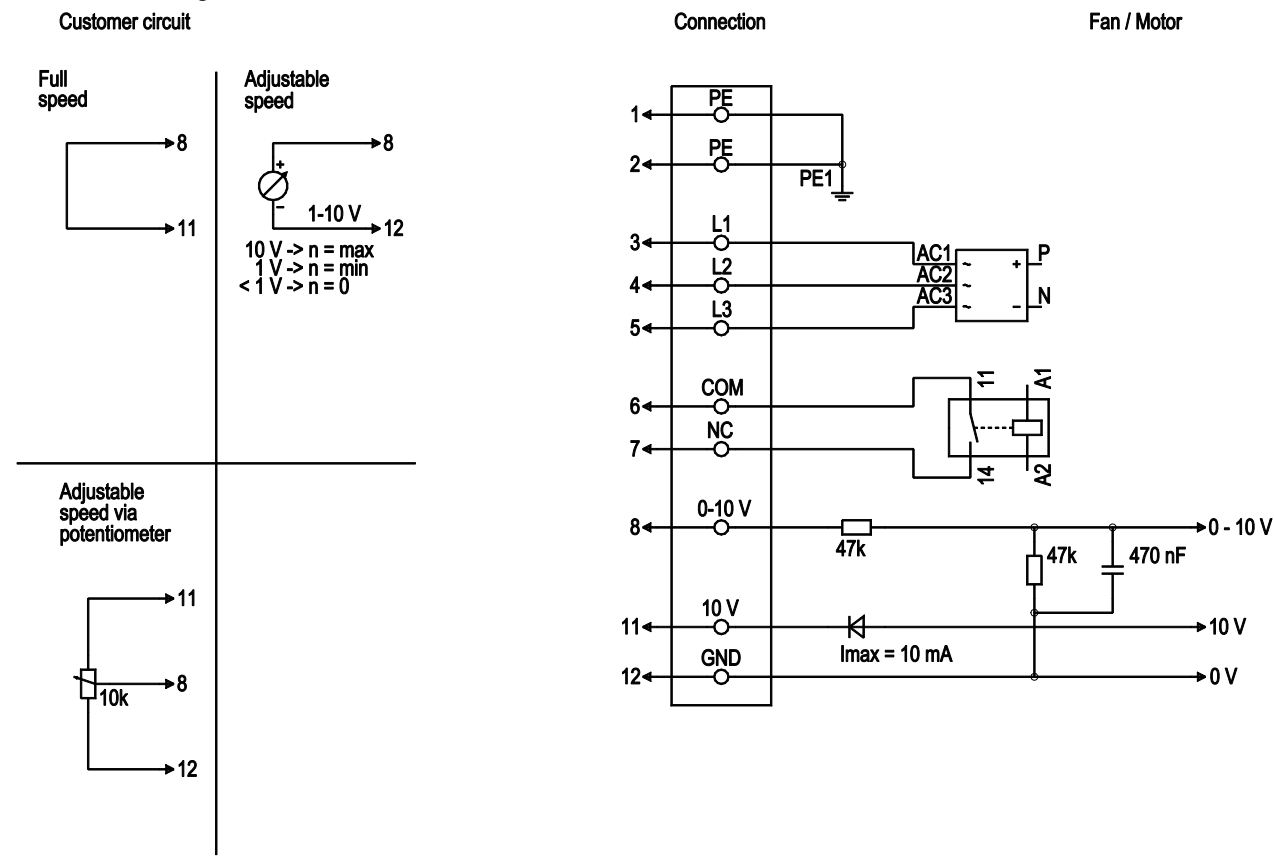 Customer circuit
Connection
Fan / Motor
Full
speed
8
11
Adjustable
speed
8
+
−
1-10 V
12
10 V -> n = max
1 V -> n = min
< 1 V -> n = 0
Adjustable
speed via
potentiometer
11
8
10k
12
1 PE
2 PE
PE1
3 L1
4 L2
5 L3
AC1 ~ + P
AC2 ~
AC3 ~ − N
6 COM
7 NC
11
A1
14
A2
8 0-10 V
47k
0 - 10 V
47k
470 nF
11 10 V
Imax = 10 mA
10 V
12 GND
0 V